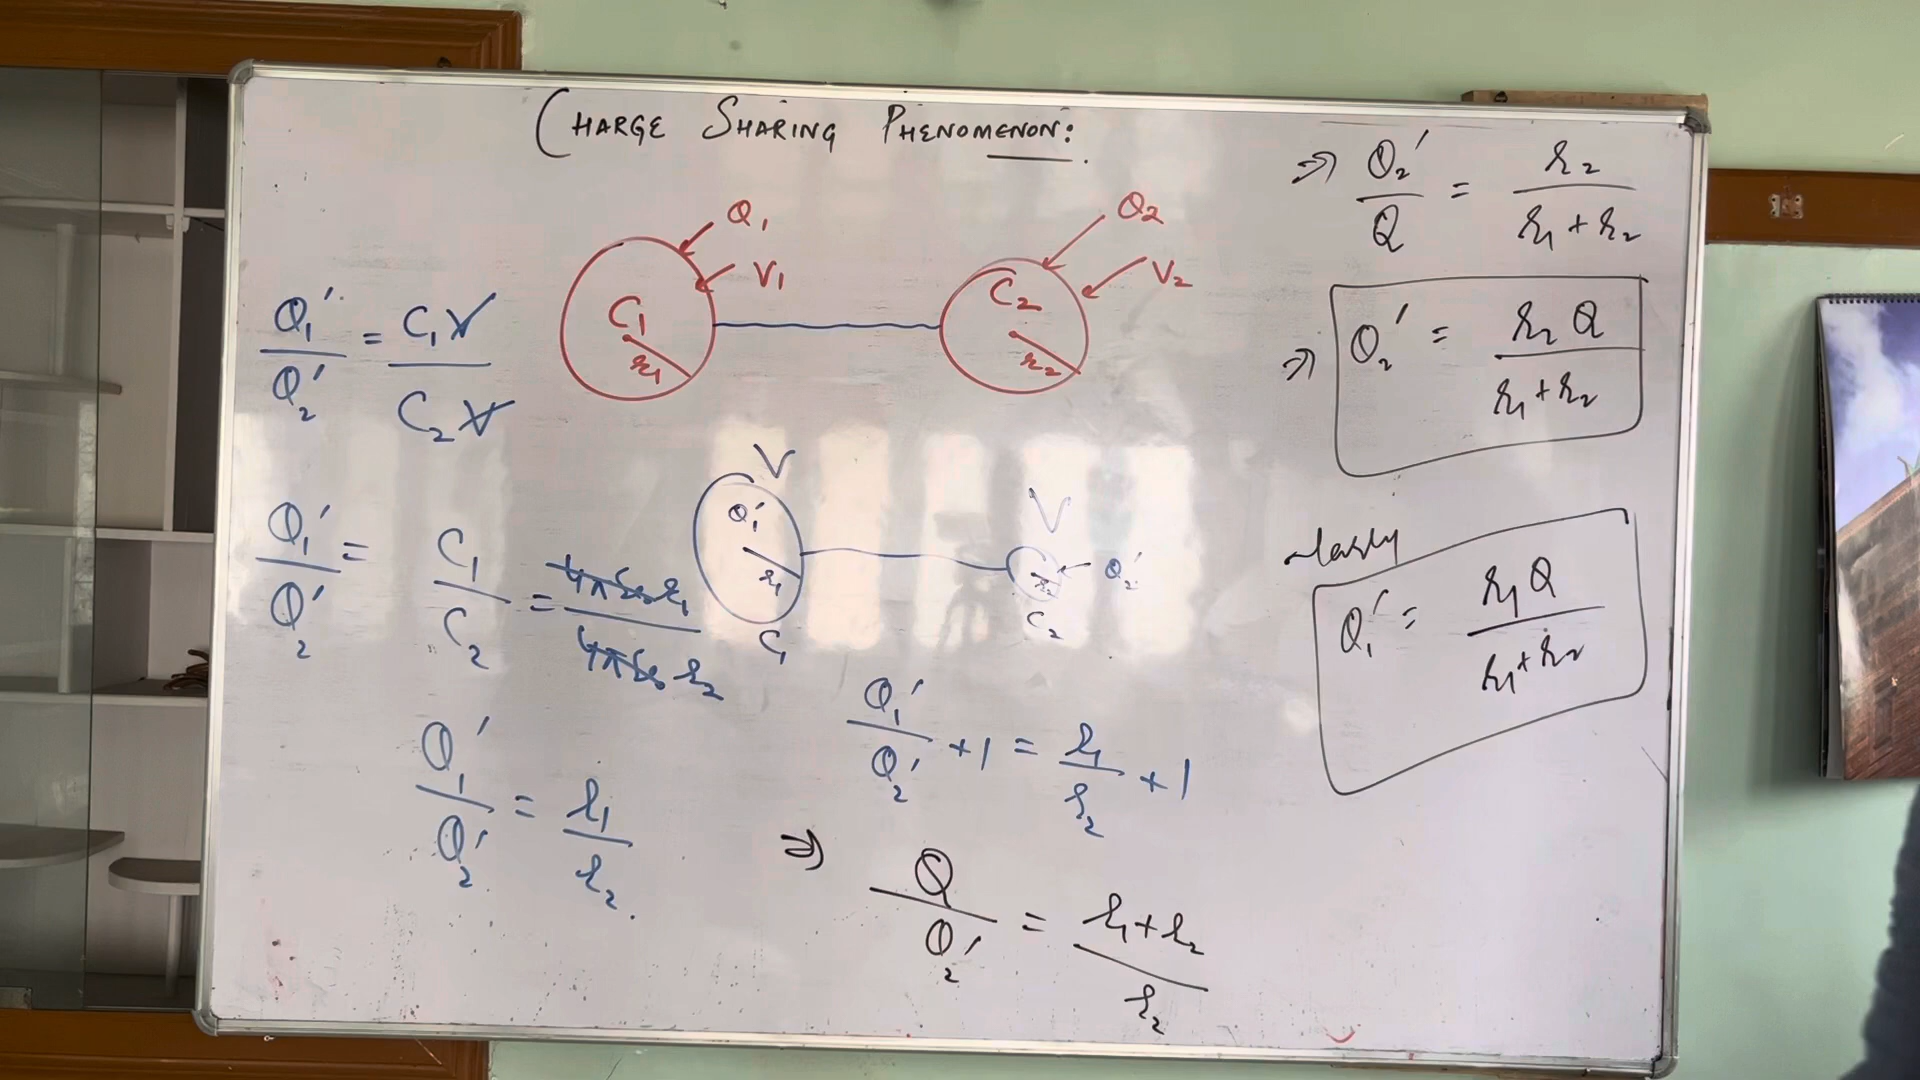 CHARGE SHARING PHENOMENON:
Q₁
V₁
C₁
r₁
Q₂
V₂
C₂
r₂
Q₁'/Q₂' = C₁V/C₂V
Q₁'/Q₂' = C₁/C₂ = 4πε₀r₁/4πε₀r₂
Q₁'/Q₂' = r₁/r₂.
V
Q₁'
r₁
C₁
V
r₂
Q₂'
C₂
Q₁'/Q₂' + 1 = r₁/r₂ + 1
⇒ Q/Q₂' = r₁+r₂/r₂
⇒ Q₂'/Q = r₂/r₁+r₂
⇒ Q₂' = r₂Q/r₁+r₂
Q₁' = r₁Q/r₁+r₂